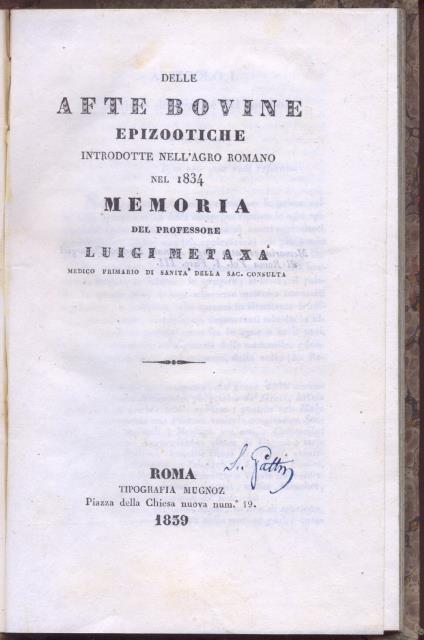 DELLE
AFTE BOVINE
EPIZOOTICHE
INTRODOTTE NELL'AGRO ROMANO
NEL 1834
MEMORIA
DEL PROFESSORE
LUIGI METAXA
MEDICO PRIMARIO DI SANITA' DELLA SAC. CONSULTA
ROMA
TIPOGRAFIA MUGNOZ
Piazza della Chiesa nuova num.° 19.
1839